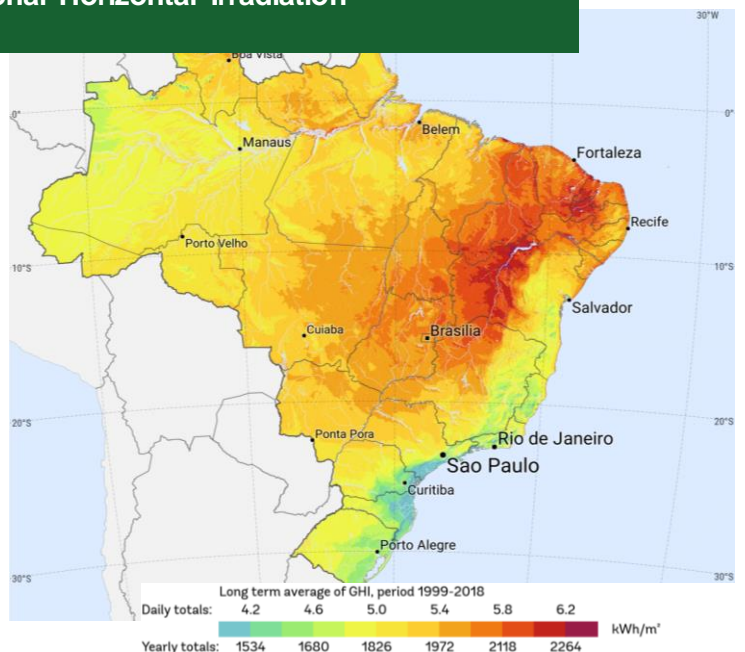 Horizontal Irradiation
30°W
Boa Vista
0°
0°
Belem
Manaus
Fortaleza
Recife
Porto Velho
10°S
10°S
Salvador
Cuiaba
Brasilia
20°S
20°S
Ponta Pora
Rio de Janeiro
Sao Paulo
Curitiba
Porto Alegre
30°S
30°S
Long term average of GHI, period 1999-2018
Daily totals: 4.2 4.6 5.0 5.4 5.8 6.2
kWh/m²
Yearly totals: 1534 1680 1826 1972 2118 2264